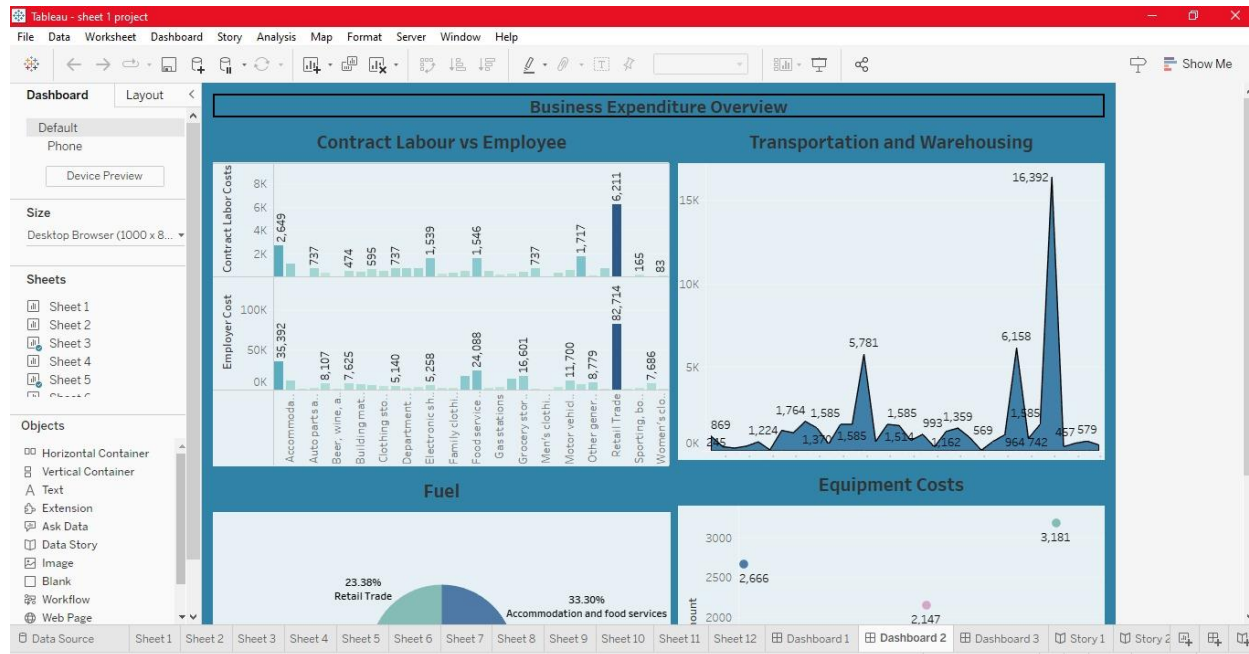 Tableau - sheet 1 project
File Data Worksheet Dashboard Story Analysis Map Format Server Window Help
Show Me
Dashboard Layout
Default
Phone
Device Preview
Size
Desktop Browser (1000 x 8...
Sheets
Sheet 1
Sheet 2
Sheet 3
Sheet 4
Sheet 5
Objects
Horizontal Container
Vertical Container
Text
Extension
Ask Data
Data Story
Image
Blank
Workflow
Web Page
Business Expenditure Overview
Contract Labour vs Employee
Contract Labor Costs
8K
6K
4K
2K
2,649
737
474
595
737
1,539
1,546
737
1,717
6,211
165
83
Employer Cost
100K
50K
0K
35,392
8,107
7,625
5,140
5,258
24,088
16,601
11,700
8,779
82,714
7,686
Accommoda..
Auto parts a..
Beer, wine, a..
Building mat..
Clothing sto..
Department..
Electronic sh..
Family clothi..
Food service ..
Gas stations
Grocery stor..
Men's clothi..
Motor vehicl..
Other gener..
Retail Trade
Sporting, bo..
Women's clo..
Transportation and Warehousing
15K
10K
5K
0K
869
245
1,224
1,764
1,585
1,370
5,781
1,585
1,585
1,514
993
1,162
1,359
569
964
6,158
1,585
742
16,392
457
579
Fuel
23.38%
Retail Trade
33.30%
Accommodation and food services
Equipment Costs
3000
2500
2000
2,666
2,147
3,181
Data Source Sheet 1 Sheet 2 Sheet 3 Sheet 4 Sheet 5 Sheet 6 Sheet 7 Sheet 8 Sheet 9 Sheet 10 Sheet 11 Sheet 12 Dashboard 1 Dashboard 2 Dashboard 3 Story 1 Story 2